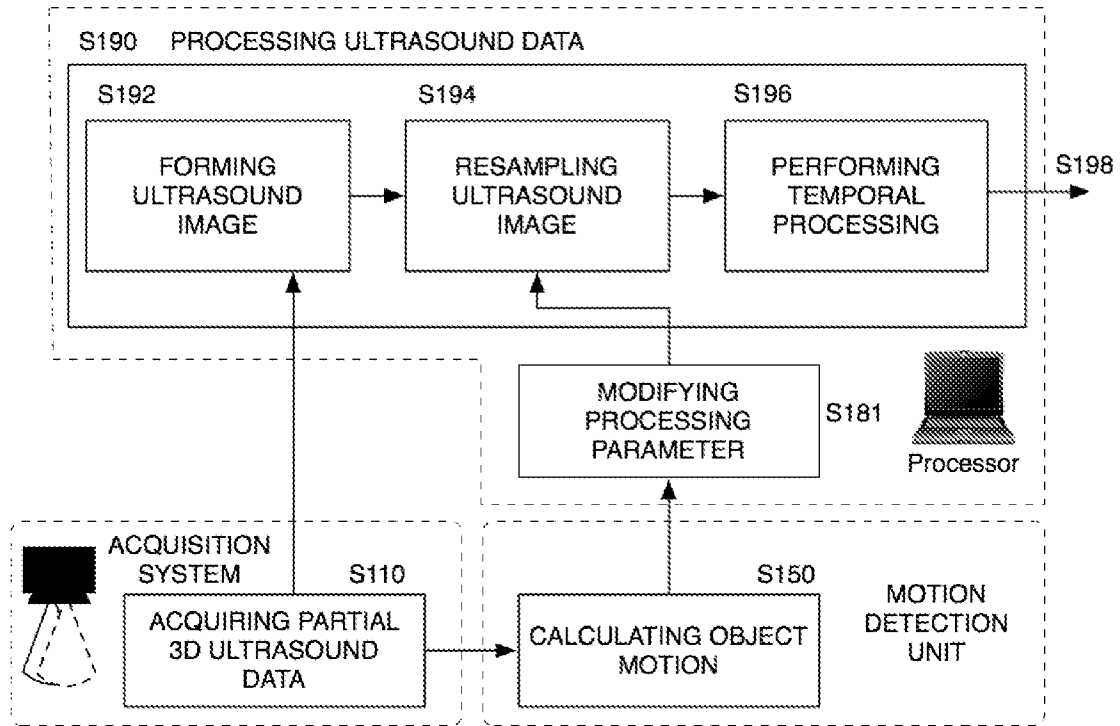 S190 PROCESSING ULTRASOUND DATA
S192
S194
S196
FORMING
ULTRASOUND
IMAGE
RESAMPLING
ULTRASOUND
IMAGE
PERFORMING
TEMPORAL
PROCESSING
S198
MODIFYING
PROCESSING
PARAMETER
S181
Processor
ACQUISITION
SYSTEM
S110
ACQUIRING PARTIAL
3D ULTRASOUND
DATA
S150
CALCULATING OBJECT
MOTION
MOTION
DETECTION
UNIT